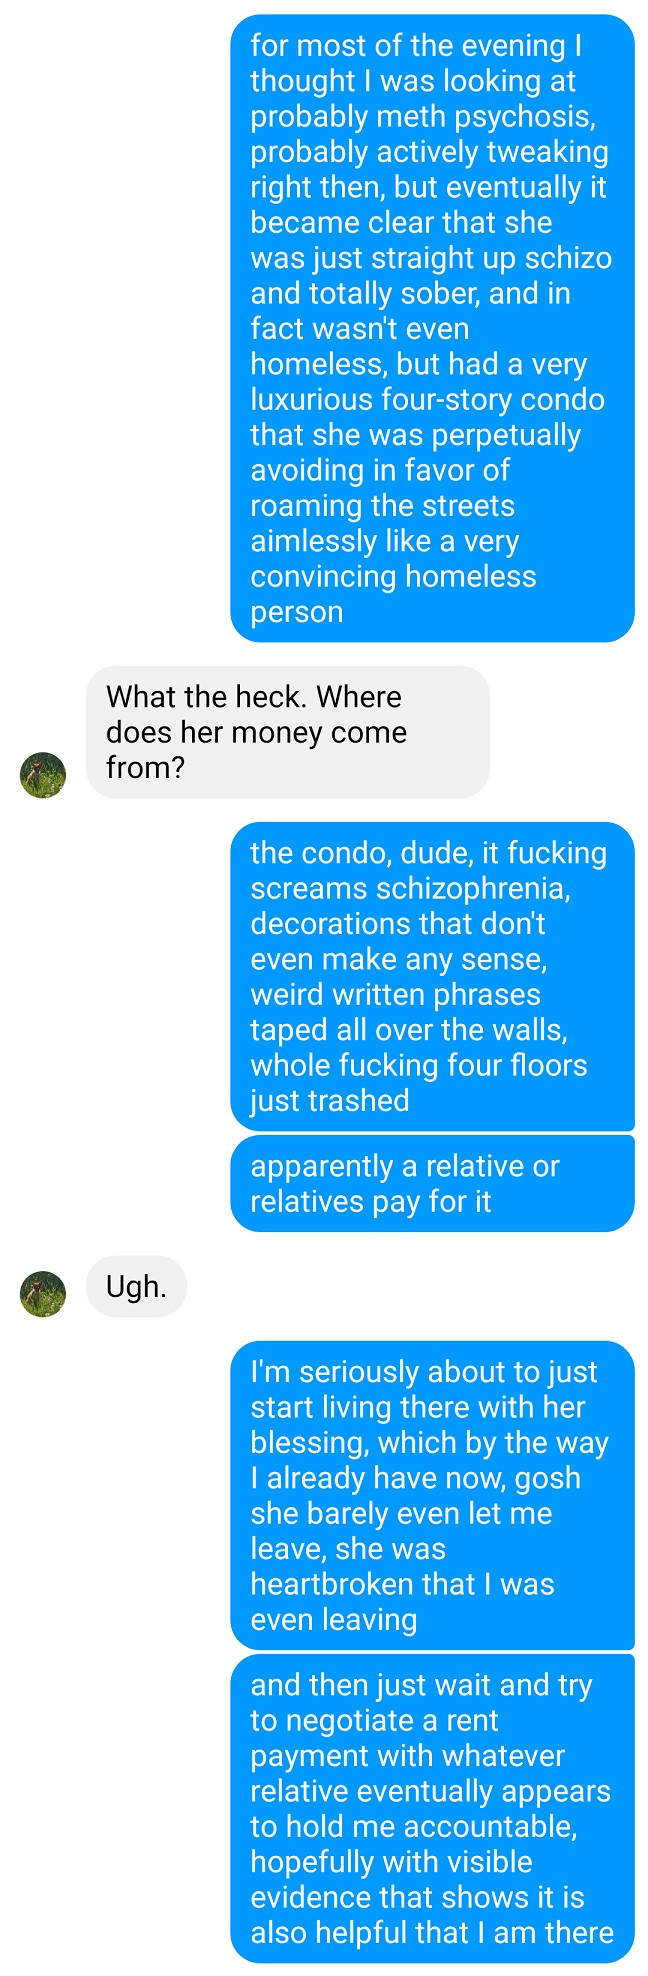 for most of the evening I
thought I was looking at
probably meth psychosis,
probably actively tweaking
right then, but eventually it
became clear that she
was just straight up schizo
and totally sober, and in
fact wasn't even
homeless, but had a very
luxurious four-story condo
that she was perpetually
avoiding in favor of
roaming the streets
aimlessly like a very
convincing homeless
person
What the heck. Where
does her money come
from?
the condo, dude, it fucking
screams schizophrenia,
decorations that don't
even make any sense,
weird written phrases
taped all over the walls,
whole fucking four floors
just trashed
apparently a relative or
relatives pay for it
Ugh.
I'm seriously about to just
start living there with her
blessing, which by the way
I already have now, gosh
she barely even let me
leave, she was
heartbroken that I was
even leaving
and then just wait and try
to negotiate a rent
payment with whatever
relative eventually appears
to hold me accountable,
hopefully with visible
evidence that shows it is
also helpful that I am there